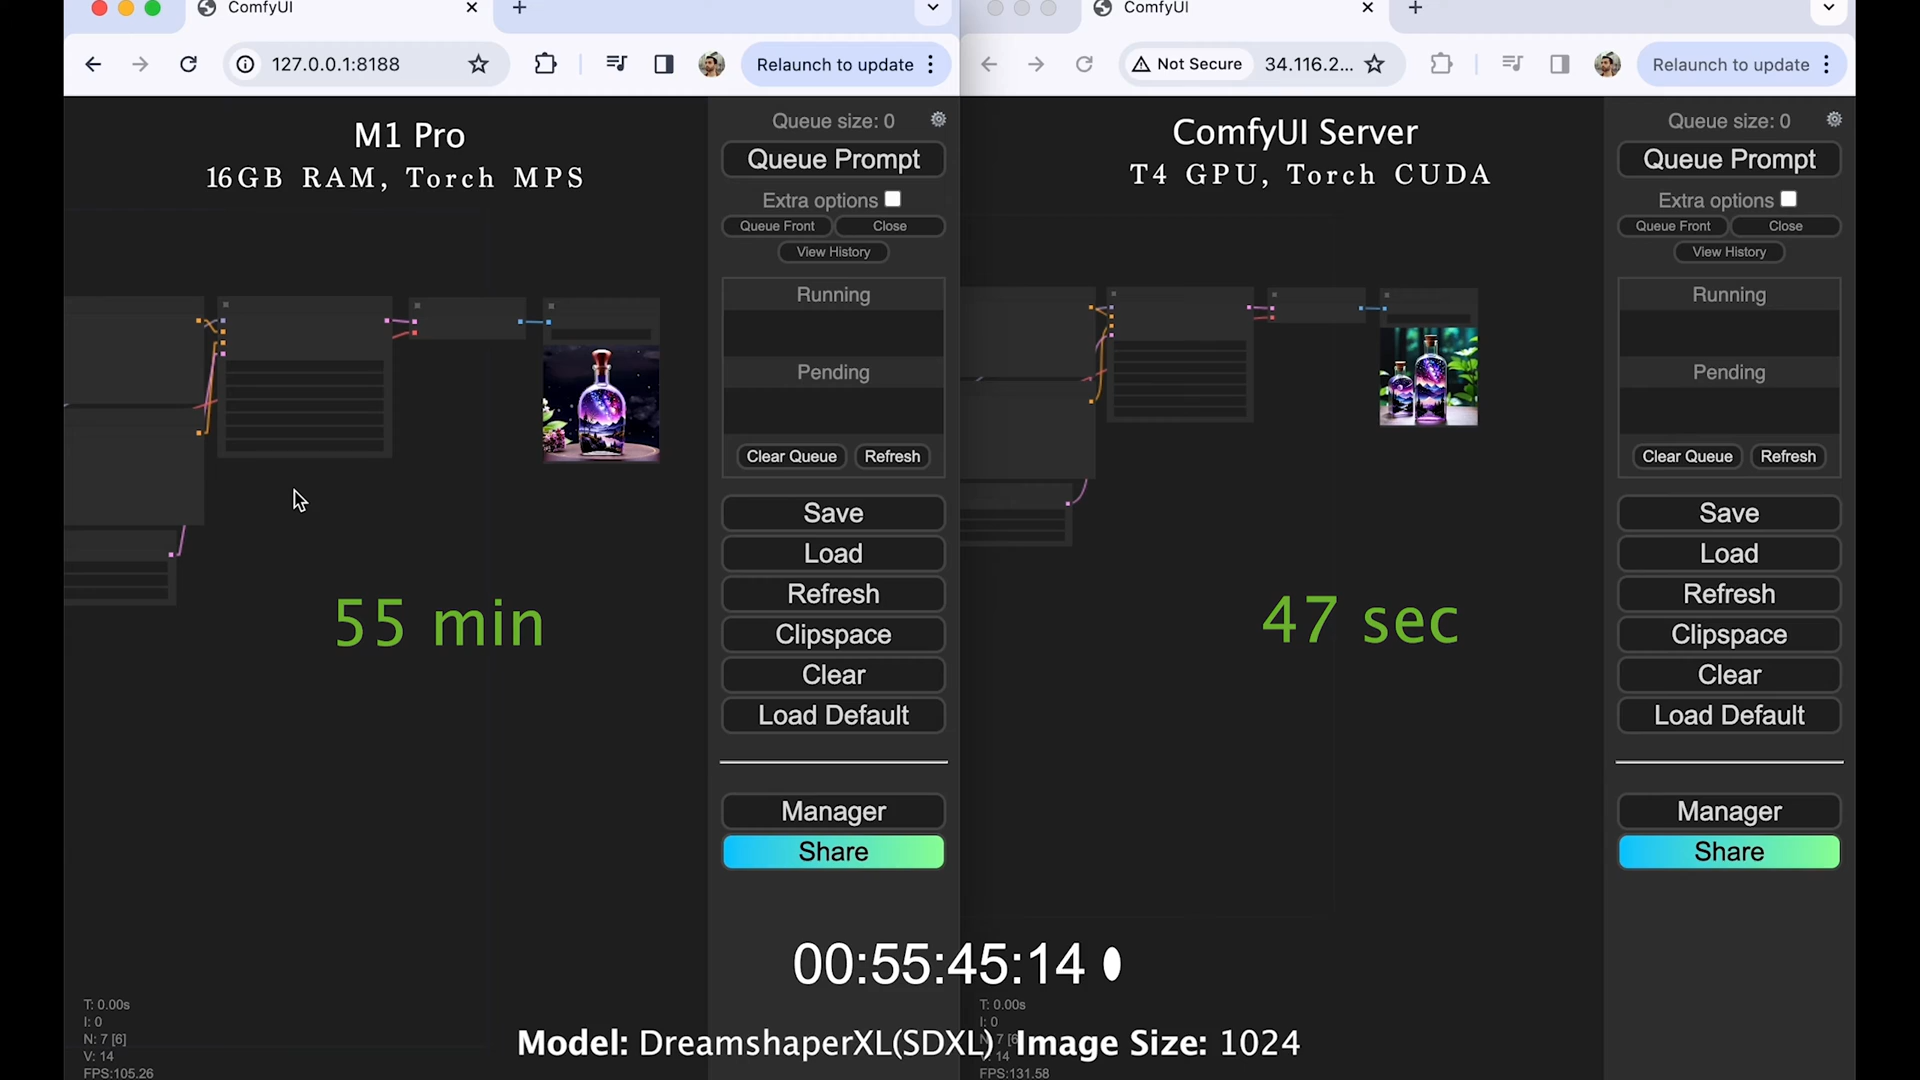 ComfyUI
127.0.0.1:8188
Relaunch to update
M1 Pro
16GB RAM, Torch MPS
Queue size: 0
Queue Prompt
Extra options
Queue Front
Close
View History
Running
Pending
Clear Queue
Refresh
Save
Load
Refresh
Clipspace
Clear
Load Default
Manager
Share
55 min
T: 0.00s
I: 0
N: 7 [6]
V: 14
FPS:105.26
ComfyUI
Not Secure
34.116.2...
Relaunch to update
ComfyUI Server
T4 GPU, Torch CUDA
Queue size: 0
Queue Prompt
Extra options
Queue Front
Close
View History
Running
Pending
Clear Queue
Refresh
Save
Load
Refresh
Clipspace
Clear
Load Default
Manager
Share
47 sec
T: 0.00s
I: 0
N: 7 [6]
V: 14
FPS:131.58
00:55:45:14
Model: DreamshaperXL(SDXL) Image Size: 1024